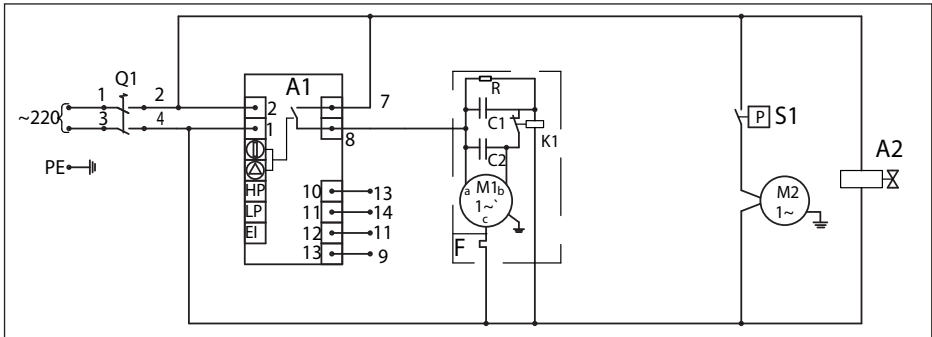 Q1
1 2
3 4
~220
PE
A1
2
1
HP
LP
EI
7
8
10 13
11 14
12 11
13 9
R
C1
K1
C2
a M1 b
1~`
c
F
P S1
M2
1~
A2